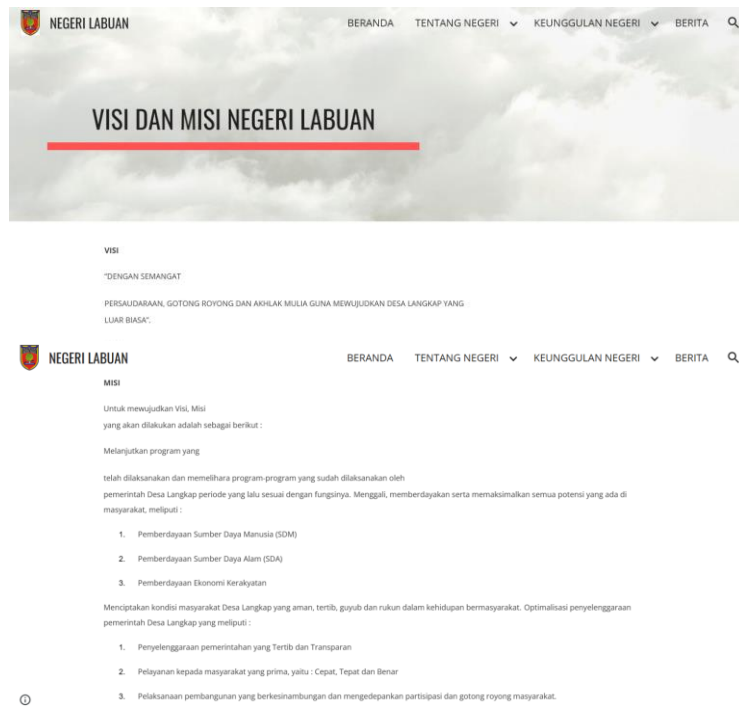 NEGERI LABUAN
BERANDA TENTANG NEGERI KEUNGGULAN NEGERI BERITA
VISI DAN MISI NEGERI LABUAN
VISI
"DENGAN SEMANGAT
PERSAUDARAAN, GOTONG ROYONG DAN AKHLAK MULIA GUNA MEWUJUDKAN DESA LANGKAP YANG
LUAR BIASA".
NEGERI LABUAN
BERANDA TENTANG NEGERI KEUNGGULAN NEGERI BERITA
MISI
Untuk mewujudkan Visi, Misi
yang akan dilakukan adalah sebagai berikut :
Melanjutkan program yang
telah dilaksanakan dan memelihara program-program yang sudah dilaksanakan oleh
pemerintah Desa Langkap periode yang lalu sesuai dengan fungsinya. Menggali, memberdayakan serta memaksimalkan semua potensi yang ada di
masyarakat, meliputi :
1. Pemberdayaan Sumber Daya Manusia (SDM)
2. Pemberdayaan Sumber Daya Alam (SDA)
3. Pemberdayaan Ekonomi Kerakyatan
Menciptakan kondisi masyarakat Desa Langkap yang aman, tertib, guyub dan rukun dalam kehidupan bermasyarakat. Optimalisasi penyelenggaraan
pemerintah Desa Langkap yang meliputi :
1. Penyelenggaraan pemerintahan yang Tertib dan Transparan
2. Pelayanan kepada masyarakat yang prima, yaitu : Cepat, Tepat dan Benar
3. Pelaksanaan pembangunan yang berkesinambungan dan mengedepankan partisipasi dan gotong royong masyarakat.